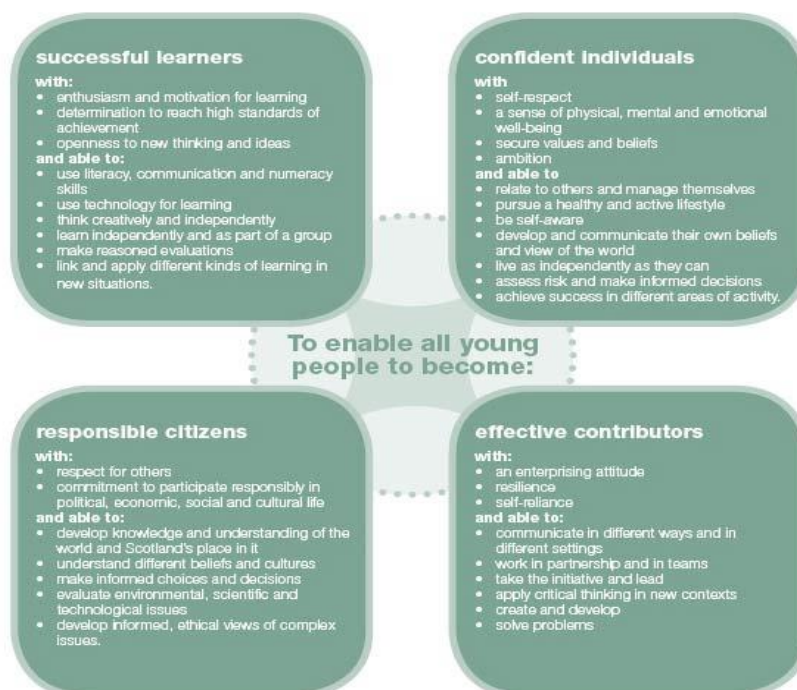 successful learners
with:
• enthusiasm and motivation for learning
• determination to reach high standards of
achievement
• openness to new thinking and ideas
and able to:
• use literacy, communication and numeracy
skills
• use technology for learning
• think creatively and independently
• learn independently and as part of a group
• make reasoned evaluations
• link and apply different kinds of learning in
new situations.
confident individuals
with
• self-respect
• a sense of physical, mental and emotional
well-being
• secure values and beliefs
• ambition
and able to
• relate to others and manage themselves
• pursue a healthy and active lifestyle
• be self-aware
• develop and communicate their own beliefs
and view of the world
• live as independently as they can
• assess risk and make informed decisions
• achieve success in different areas of activity.
To enable all young
people to become:
responsible citizens
with:
• respect for others
• commitment to participate responsibly in
political, economic, social and cultural life
and able to:
• develop knowledge and understanding of the
world and Scotland's place in it
• understand different beliefs and cultures
• make informed choices and decisions
• evaluate environmental, scientific and
technological issues
• develop informed, ethical views of complex
issues.
effective contributors
with:
• an enterprising attitude
• resilience
• self-reliance
and able to:
• communicate in different ways and in
different settings
• work in partnership and in teams
• take the initiative and lead
• apply critical thinking in new contexts
• create and develop
• solve problems